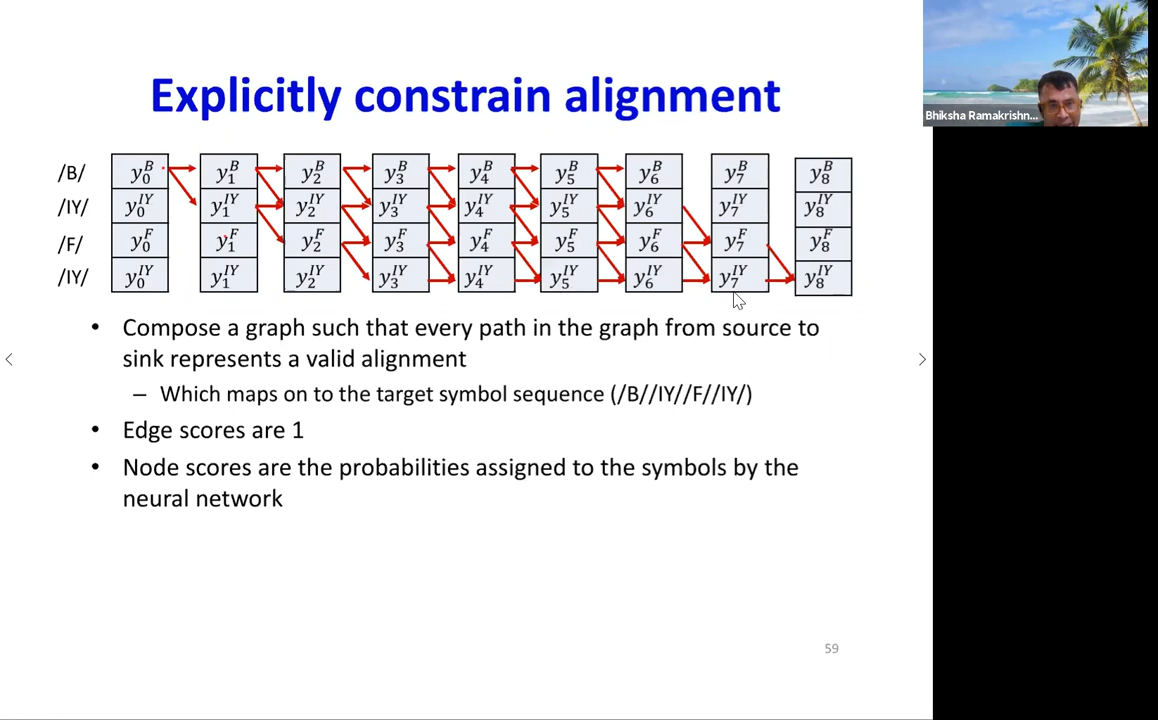 Explicitly constrain alignment
Bhiksha Ramakrishn...
/B/ y_0^B y_1^B y_2^B y_3^B y_4^B y_5^B y_6^B y_7^B y_8^B
/IY/ y_0^{IY} y_1^{IY} y_2^{IY} y_3^{IY} y_4^{IY} y_5^{IY} y_6^{IY} y_7^{IY} y_8^{IY}
/F/ y_0^F y_1^F y_2^F y_3^F y_4^F y_5^F y_6^F y_7^F y_8^F
/IY/ y_0^{IY} y_1^{IY} y_2^{IY} y_3^{IY} y_4^{IY} y_5^{IY} y_6^{IY} y_7^{IY} y_8^{IY}
• Compose a graph such that every path in the graph from source to
sink represents a valid alignment
– Which maps on to the target symbol sequence (/B//IY//F//IY/)
• Edge scores are 1
• Node scores are the probabilities assigned to the symbols by the
neural network
59